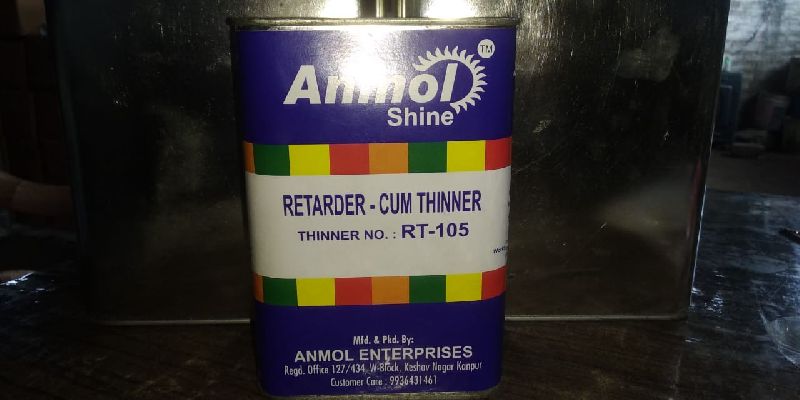 Anmol
TM
Shine
RETARDER - CUM THINNER
THINNER NO. : RT-105
Mfd. & Pkd. By:
ANMOL ENTERPRISES
Regd. Office 127/434, W-Block, Keshav Nagar Kanpur
Customer Care : 9936431461